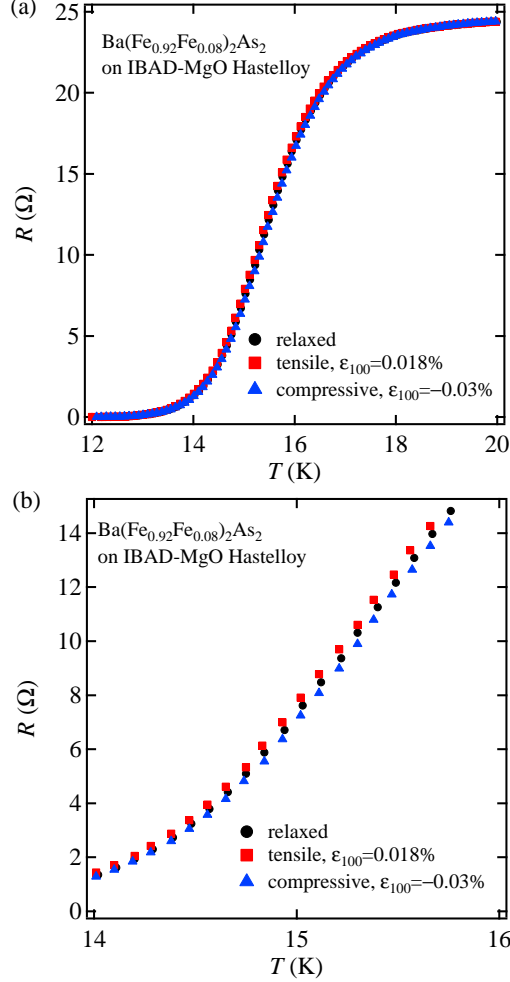 (a)
Ba(Fe0.92Fe0.08)2As2
on IBAD-MgO Hastelloy
25
20
15
10
5
0
R (Ω)
relaxed
tensile, ε100=0.018%
compressive, ε100=−0.03%
12
14
16
18
20
T (K)
(b)
Ba(Fe0.92Fe0.08)2As2
on IBAD-MgO Hastelloy
14
12
10
8
6
4
2
0
R (Ω)
relaxed
tensile, ε100=0.018%
compressive, ε100=−0.03%
14
15
16
T (K)